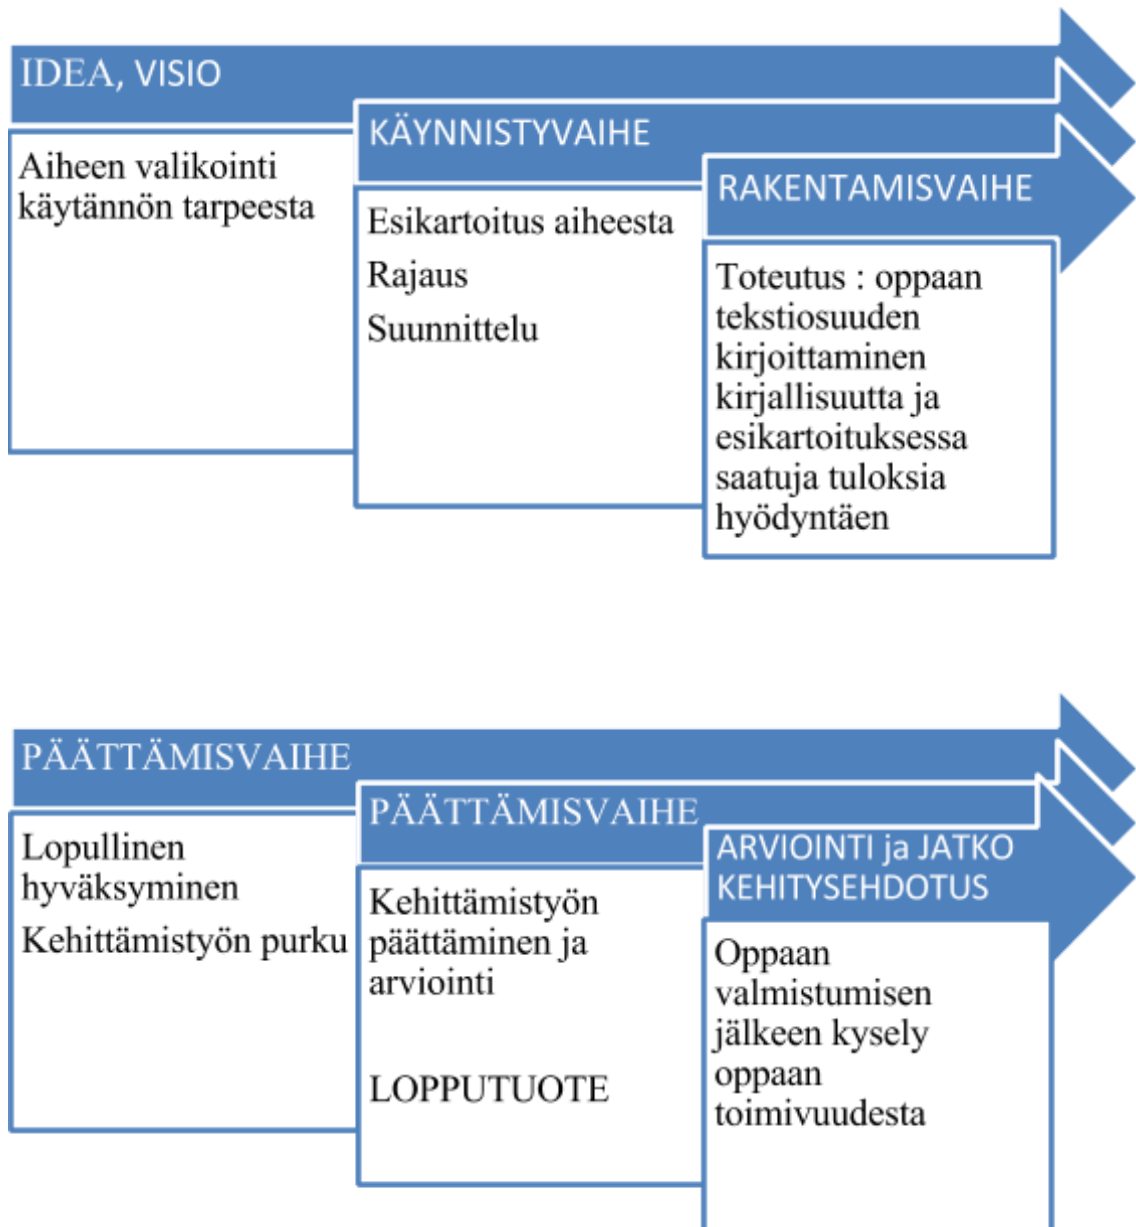 IDEA, VISIO
Aiheen valikointi
käytännön tarpeesta
KÄYNNISTYVAIHE
Esikartoitus aiheesta
Rajaus
Suunnittelu
RAKENTAMISVAIHE
Toteutus : oppaan
tekstiosuuden
kirjoittaminen
kirjallisuutta ja
esikartoituksessa
saatuja tuloksia
hyödyntäen
PÄÄTTÄMISVAIHE
Lopullinen
hyväksyminen
Kehittämistyön purku
PÄÄTTÄMISVAIHE
Kehittämistyön
päättäminen ja
arviointi
LOPPUTUOTE
ARVIOINTI ja JATKO
KEHITYSEHDOTUS
Oppaan
valmistumisen
jälkeen kysely
oppaan
toimivuudesta